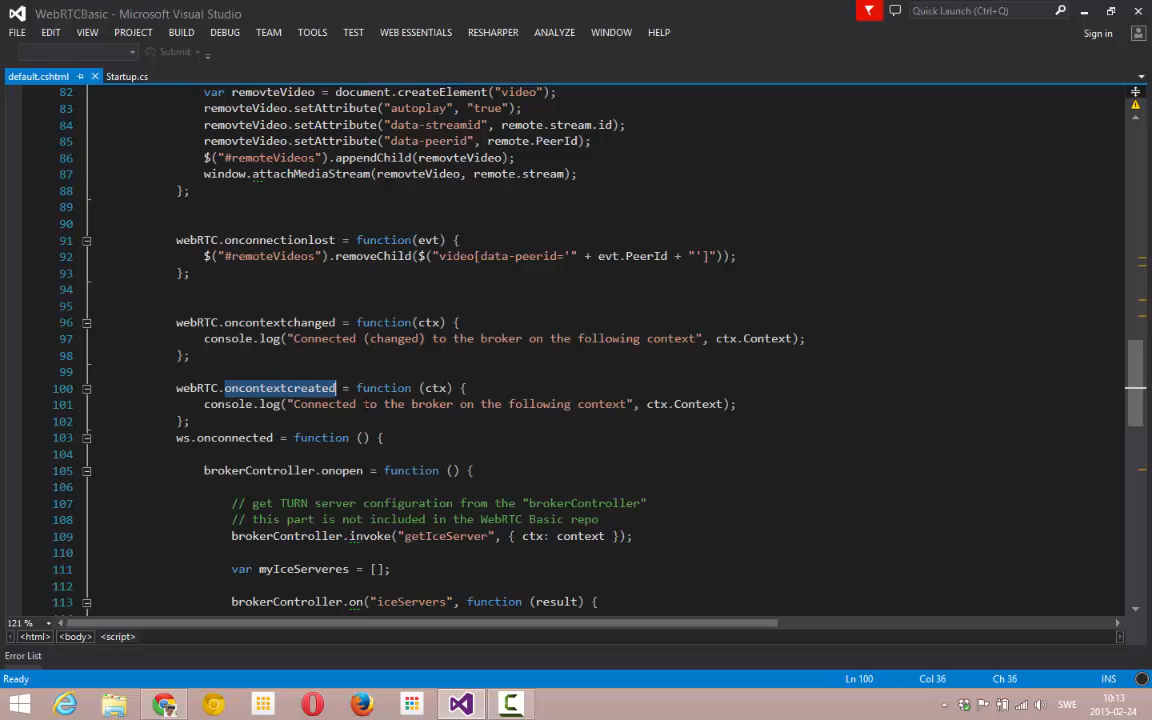 WebRTCBasic - Microsoft Visual Studio
Quick Launch (Ctrl+Q)
FILE EDIT VIEW PROJECT BUILD DEBUG TEAM TOOLS TEST WEB ESSENTIALS RESHARPER ANALYZE WINDOW HELP
Sign in
Submit
default.cshtml Startup.cs
82 var removteVideo = document.createElement("video");
83 removteVideo.setAttribute("autoplay", "true");
84 removteVideo.setAttribute("data-streamid", remote.stream.id);
85 removteVideo.setAttribute("data-peerid", remote.PeerId);
86 $("#remoteVideos").appendChild(removteVideo);
87 window.attachMediaStream(removteVideo, remote.stream);
88 };
89
90
91 webRTC.onconnectionlost = function(evt) {
92 $("#remoteVideos").removeChild($("video[data-peerid='" + evt.PeerId + "']"));
93 };
94
95
96 webRTC.oncontextchanged = function(ctx) {
97 console.log("Connected (changed) to the broker on the following context", ctx.Context);
98 };
99
100 webRTC.oncontextcreated = function (ctx) {
101 console.log("Connected to the broker on the following context", ctx.Context);
102 };
103 ws.onconnected = function () {
104
105 brokerController.onopen = function () {
106
107 // get TURN server configuration from the "brokerController"
108 // this part is not included in the WebRTC Basic repo
109 brokerController.invoke("getIceServer", { ctx: context });
110
111 var myIceServeres = [];
112
113 brokerController.on("iceServers", function (result) {
121 %
<html> <body> <script>
Error List
Ready Ln 100 Col 36 Ch 36 INS
SWE
10:13
2015-02-24